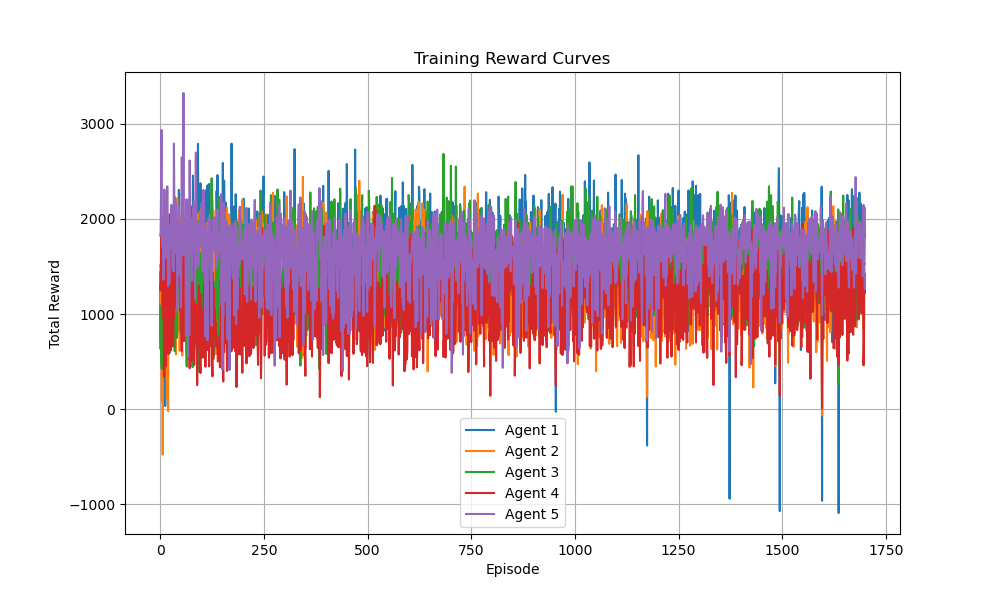 Training Reward Curves
Total Reward
3000
2000
1000
0
−1000
Agent 1
Agent 2
Agent 3
Agent 4
Agent 5
0 250 500 750 1000 1250 1500 1750
Episode